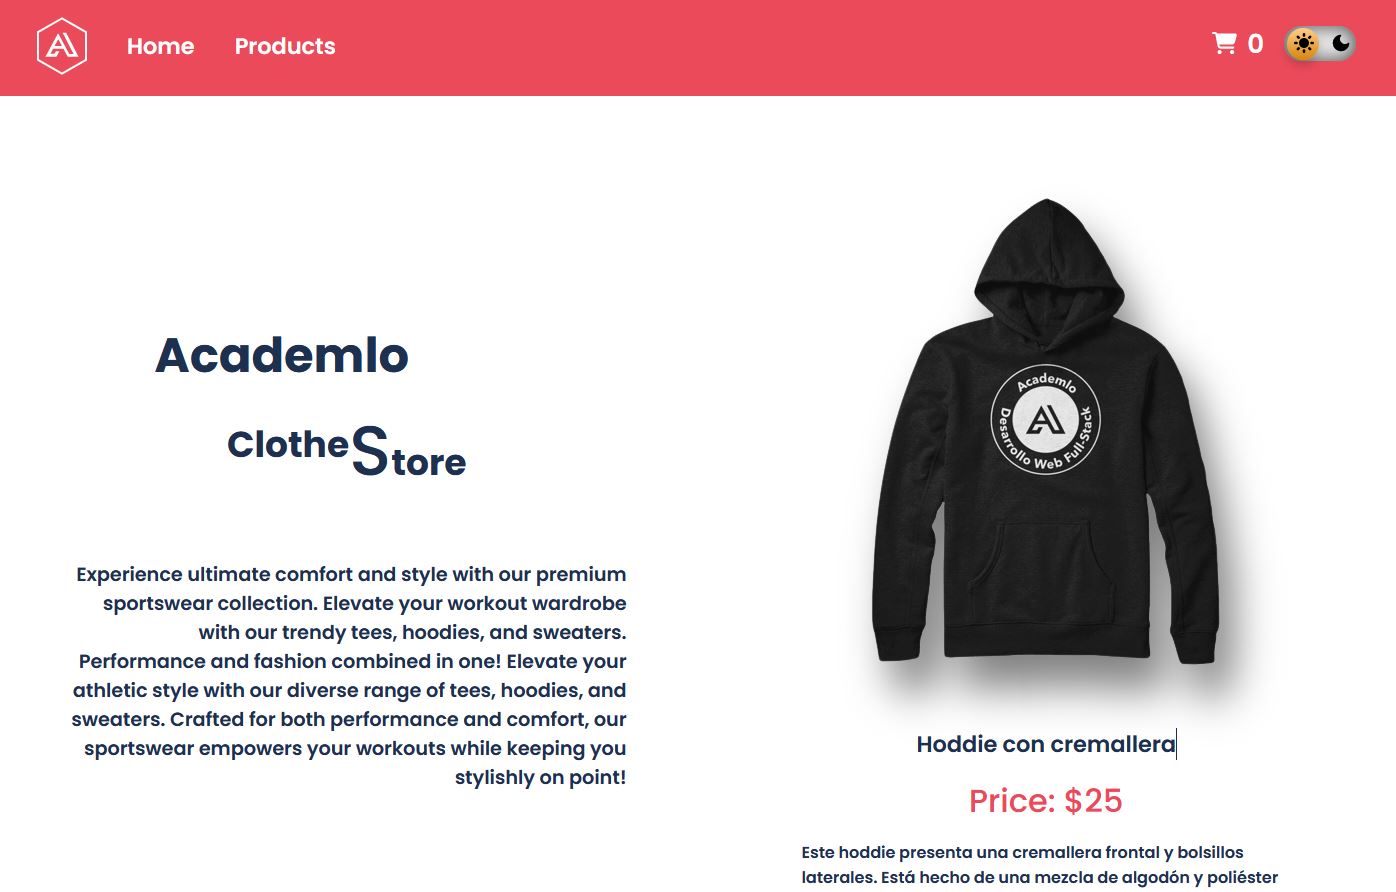 Home Products 0
Academlo
ClotheStore
Experience ultimate comfort and style with our premium
sportswear collection. Elevate your workout wardrobe
with our trendy tees, hoodies, and sweaters.
Performance and fashion combined in one! Elevate your
athletic style with our diverse range of tees, hoodies, and
sweaters. Crafted for both performance and comfort, our
sportswear empowers your workouts while keeping you
stylishly on point!
Academlo
Desarrollo Web Full-Stack
Hoddie con cremallera
Price: $25
Este hoddie presenta una cremallera frontal y bolsillos
laterales. Está hecho de una mezcla de algodón y poliéster